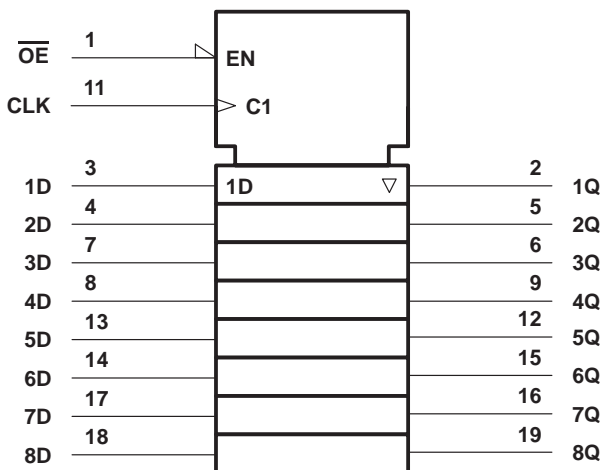 OE 1 EN
CLK 11 C1
1D 3 1D 2 1Q
2D 4 5 2Q
3D 7 6 3Q
4D 8 9 4Q
5D 13 12 5Q
6D 14 15 6Q
7D 17 16 7Q
8D 18 19 8Q